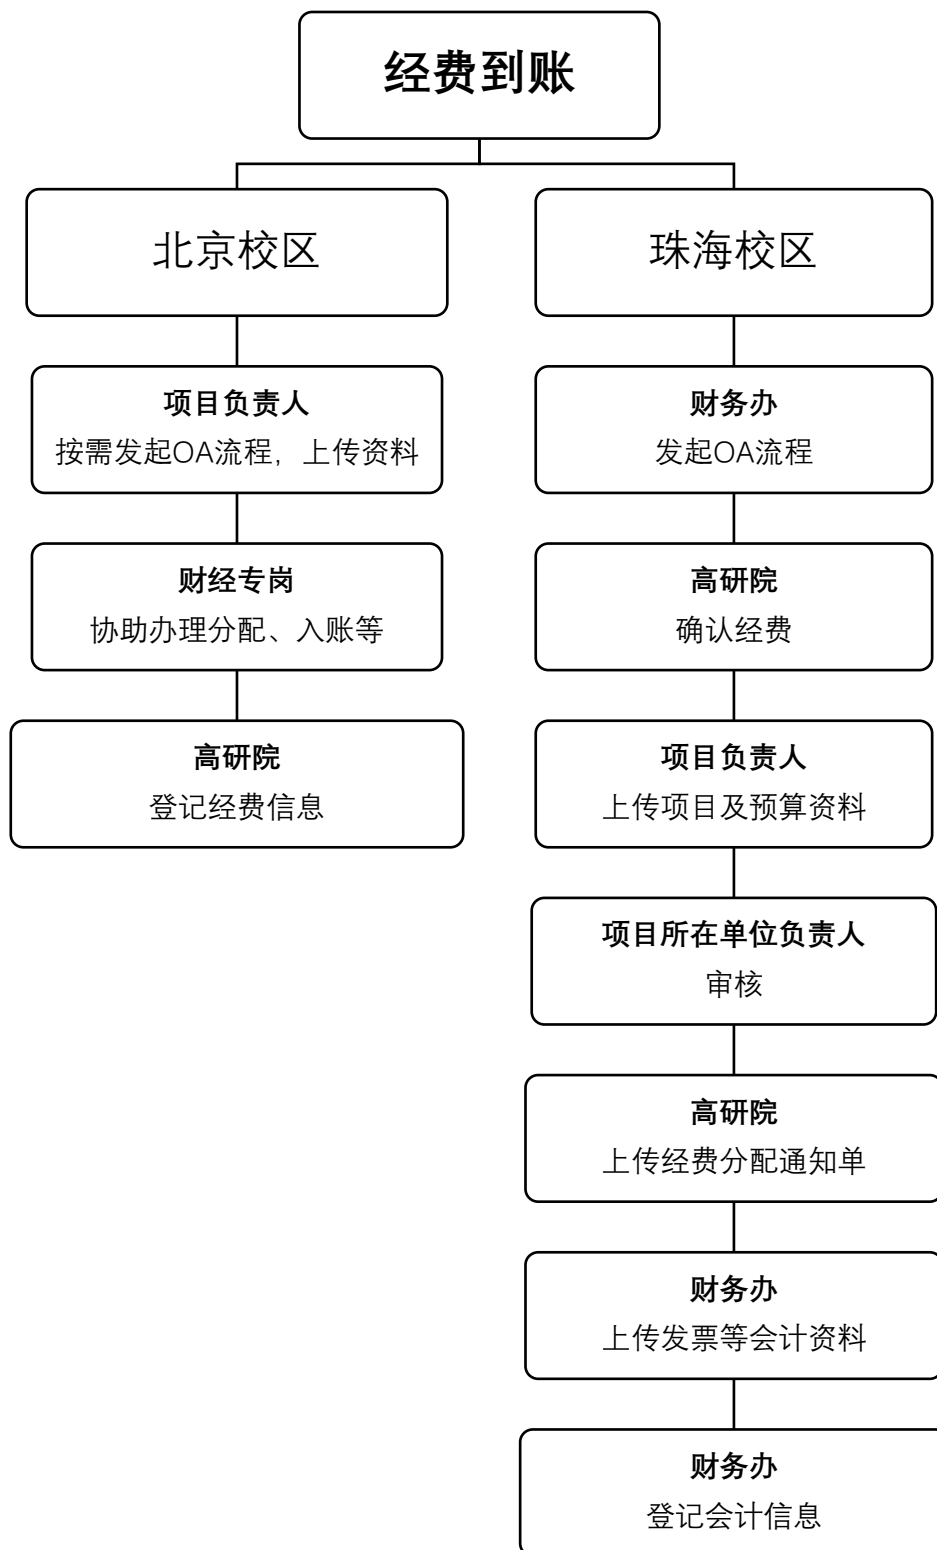 经费到账
北京校区
项目负责人
按需发起OA流程，上传资料
财经专岗
协助办理分配、入账等
高研院
登记经费信息
珠海校区
财务办
发起OA流程
高研院
确认经费
项目负责人
上传项目及预算资料
项目所在单位负责人
审核
高研院
上传经费分配通知单
财务办
上传发票等会计资料
财务办
登记会计信息